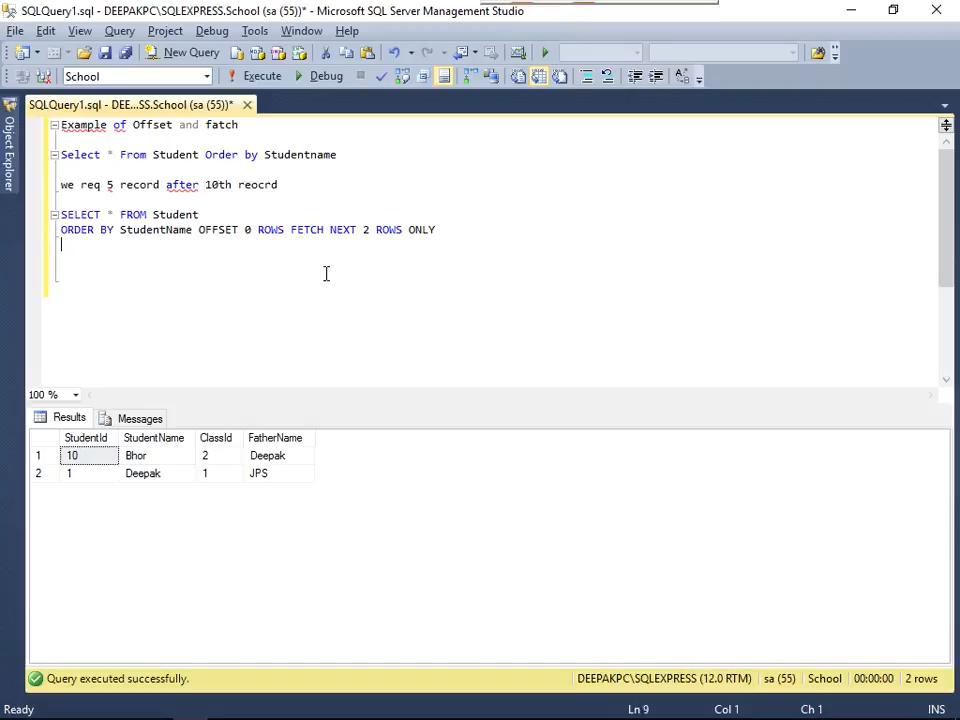 SQLQuery1.sql - DEEPAKPC\SQLEXPRESS.School (sa (55))* - Microsoft SQL Server Management Studio
File Edit View Query Project Debug Tools Window Help
New Query
School Execute Debug
SQLQuery1.sql - DEE...SS.School (sa (55))*
Object Explorer
Example of Offset and fatch
Select * From Student Order by Studentname
we req 5 record after 10th reocrd
SELECT * FROM Student
ORDER BY StudentName OFFSET 0 ROWS FETCH NEXT 2 ROWS ONLY
100 %
Results Messages
StudentId StudentName ClassId FatherName
1 10 Bhor 2 Deepak
2 1 Deepak 1 JPS
Query executed successfully. DEEPAKPC\SQLEXPRESS (12.0 RTM) sa (55) School 00:00:00 2 rows
Ready Ln 9 Col 1 Ch 1 INS